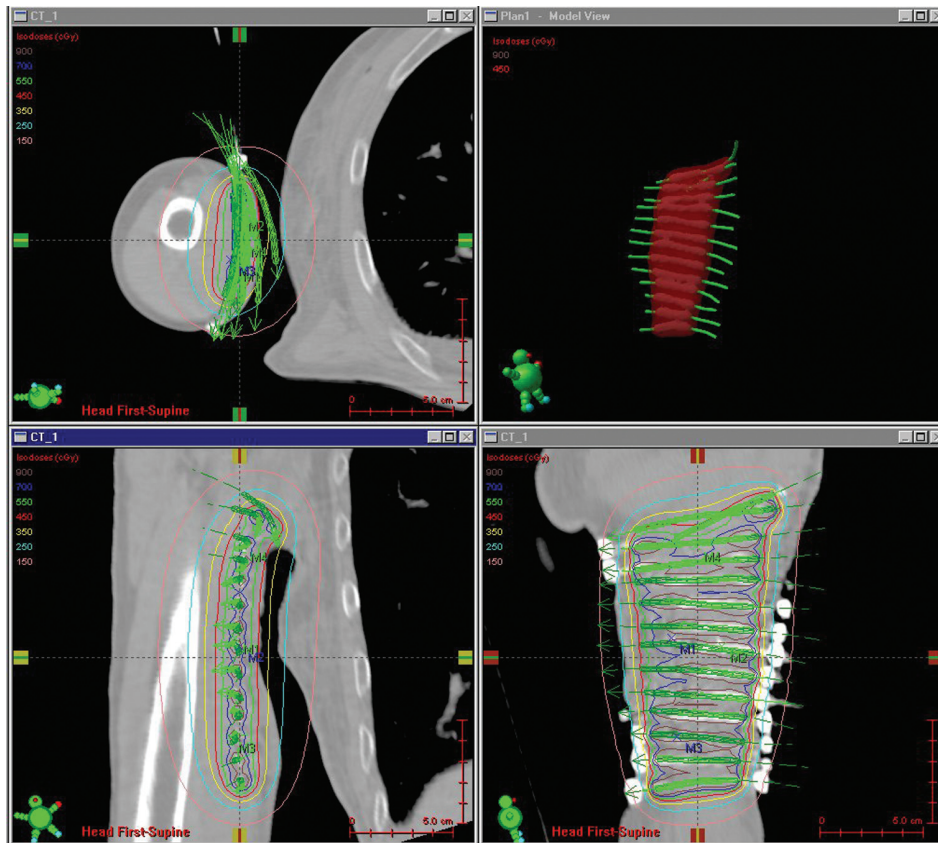 CT_1
Isodoses (cGy)
900
700
550
450
350
250
150
M2
M4
M3
Head First-Supine
0 5.0 cm
Plan1 - Model View
Isodoses (cGy)
900
450
CT_1
Isodoses (cGy)
900
700
550
450
350
250
150
M4
M1
M2
M3
Head First-Supine
0 5.0 cm
CT_1
Isodoses (cGy)
900
700
550
450
350
250
150
M4
M1
M2
M3
Head First-Supine
0 5.0 cm